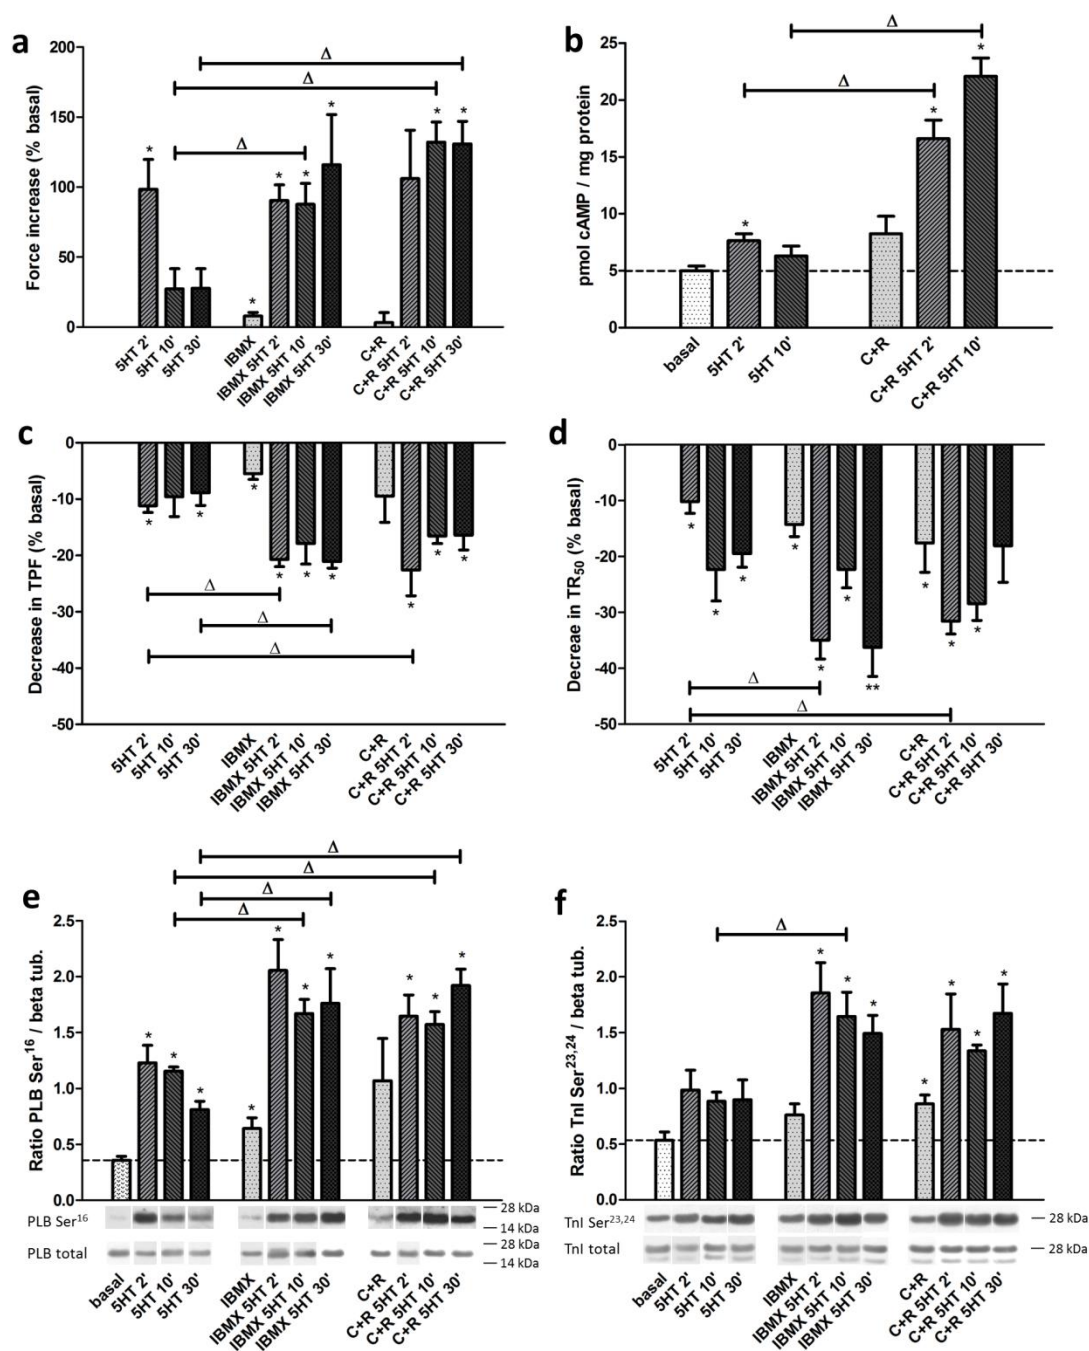 a
Force increase (% basal)
200
150
100
50
0
Δ
Δ
Δ
*
*
*
*
*
*
*
5HT 2'
5HT 10'
5HT 30'
IBMX
IBMX 5HT 2'
IBMX 5HT 10'
IBMX 5HT 30'
C+R
C+R 5HT 2'
C+R 5HT 10'
C+R 5HT 30'
b
pmol cAMP / mg protein
25
20
15
10
5
0
Δ
Δ
*
*
*
basal
5HT 2'
5HT 10'
C+R
C+R 5HT 2'
C+R 5HT 10'
c
Decrease in TPF (% basal)
0
-10
-20
-30
-40
-50
*
*
*
*
*
*
*
*
*
Δ
Δ
Δ
5HT 2'
5HT 10'
5HT 30'
IBMX
IBMX 5HT 2'
IBMX 5HT 10'
IBMX 5HT 30'
C+R
C+R 5HT 2'
C+R 5HT 10'
C+R 5HT 30'
d
Decreae in TR50 (% basal)
0
-10
-20
-30
-40
-50
*
*
*
*
*
*
**
*
*
*
Δ
Δ
5HT 2'
5HT 10'
5HT 30'
IBMX
IBMX 5HT 2'
IBMX 5HT 10'
IBMX 5HT 30'
C+R
C+R 5HT 2'
C+R 5HT 10'
C+R 5HT 30'
e
Ratio PLB Ser16 / beta tub.
2.5
2.0
1.5
1.0
0.5
0.0
Δ
Δ
Δ
Δ
*
*
*
*
*
*
*
*
*
*
PLB Ser16
28 kDa
14 kDa
PLB total
28 kDa
14 kDa
basal
5HT 2'
5HT 10'
5HT 30'
IBMX
IBMX 5HT 2'
IBMX 5HT 10'
IBMX 5HT 30'
C+R
C+R 5HT 2'
C+R 5HT 10'
C+R 5HT 30'
f
Ratio TnI Ser23,24 / beta tub.
2.5
2.0
1.5
1.0
0.5
0.0
Δ
*
*
*
*
*
*
*
TnI Ser23,24
28 kDa
TnI total
28 kDa
basal
5HT 2'
5HT 10'
5HT 30'
IBMX
IBMX 5HT 2'
IBMX 5HT 10'
IBMX 5HT 30'
C+R
C+R 5HT 2'
C+R 5HT 10'
C+R 5HT 30'